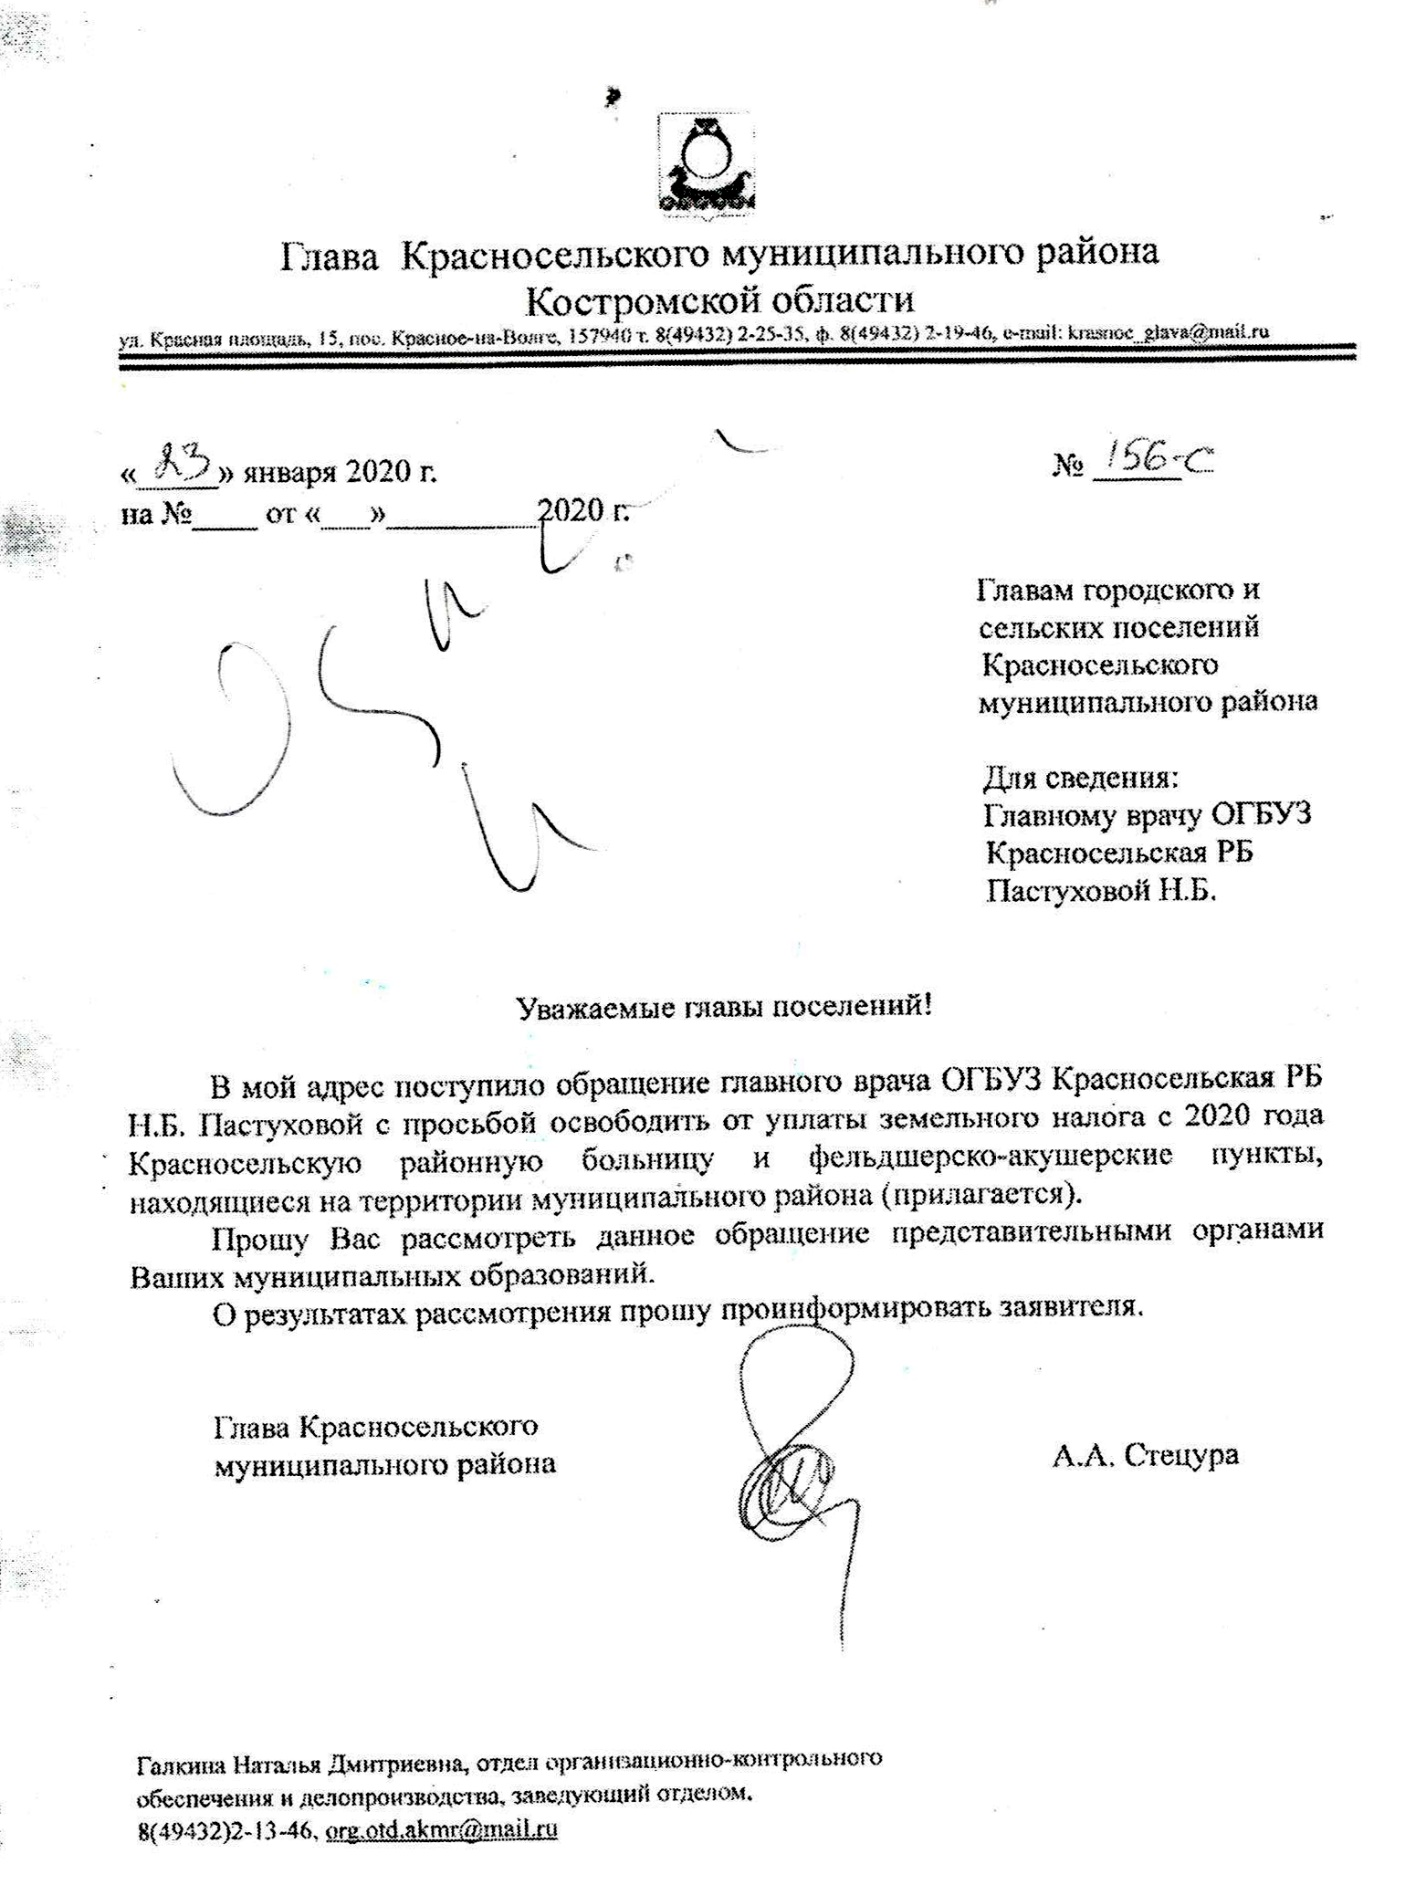 Глава Красносельского муниципального района
Костромской области
ул. Красная площадь, 15, пос. Красное-на-Волге, 157940 т. 8(49432) 2-25-35, ф. 8(49432) 2-19-46, e-mail: krasnoe_glava@mail.ru
«23» января 2020 г.
№ 156-с
на №____ от «___»_________2020 г.
Главам городского и
сельских поселений
Красносельского
муниципального района
Для сведения:
Главному врачу ОГБУЗ
Красносельская РБ
Пастуховой Н.Б.
Уважаемые главы поселений!
В мой адрес поступило обращение главного врача ОГБУЗ Красносельская РБ
Н.Б. Пастуховой с просьбой освободить от уплаты земельного налога с 2020 года
Красносельскую районную больницу и фельдшерско-акушерские пункты,
находящиеся на территории муниципального района (прилагается).
Прошу Вас рассмотреть данное обращение представительными органами
Ваших муниципальных образований.
О результатах рассмотрения прошу проинформировать заявителя.
Глава Красносельского
муниципального района
А.А. Стецура
Галкина Наталья Дмитриевна, отдел организационно-контрольного
обеспечения и делопроизводства, заведующий отделом.
8(49432)2-13-46, org.otd.akmr@mail.ru